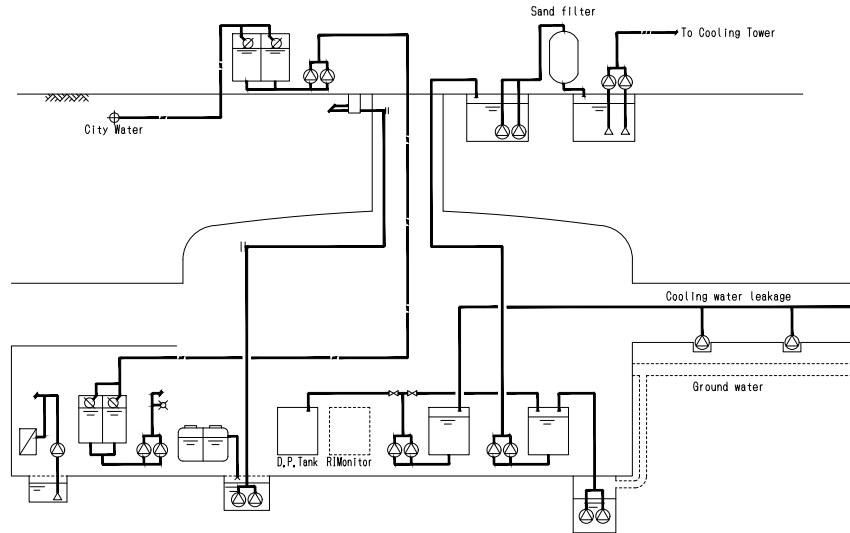 Sand filter
To Cooling Tower
City Water
Cooling water leakage
Ground water
D.P.Tank
RIMonitor